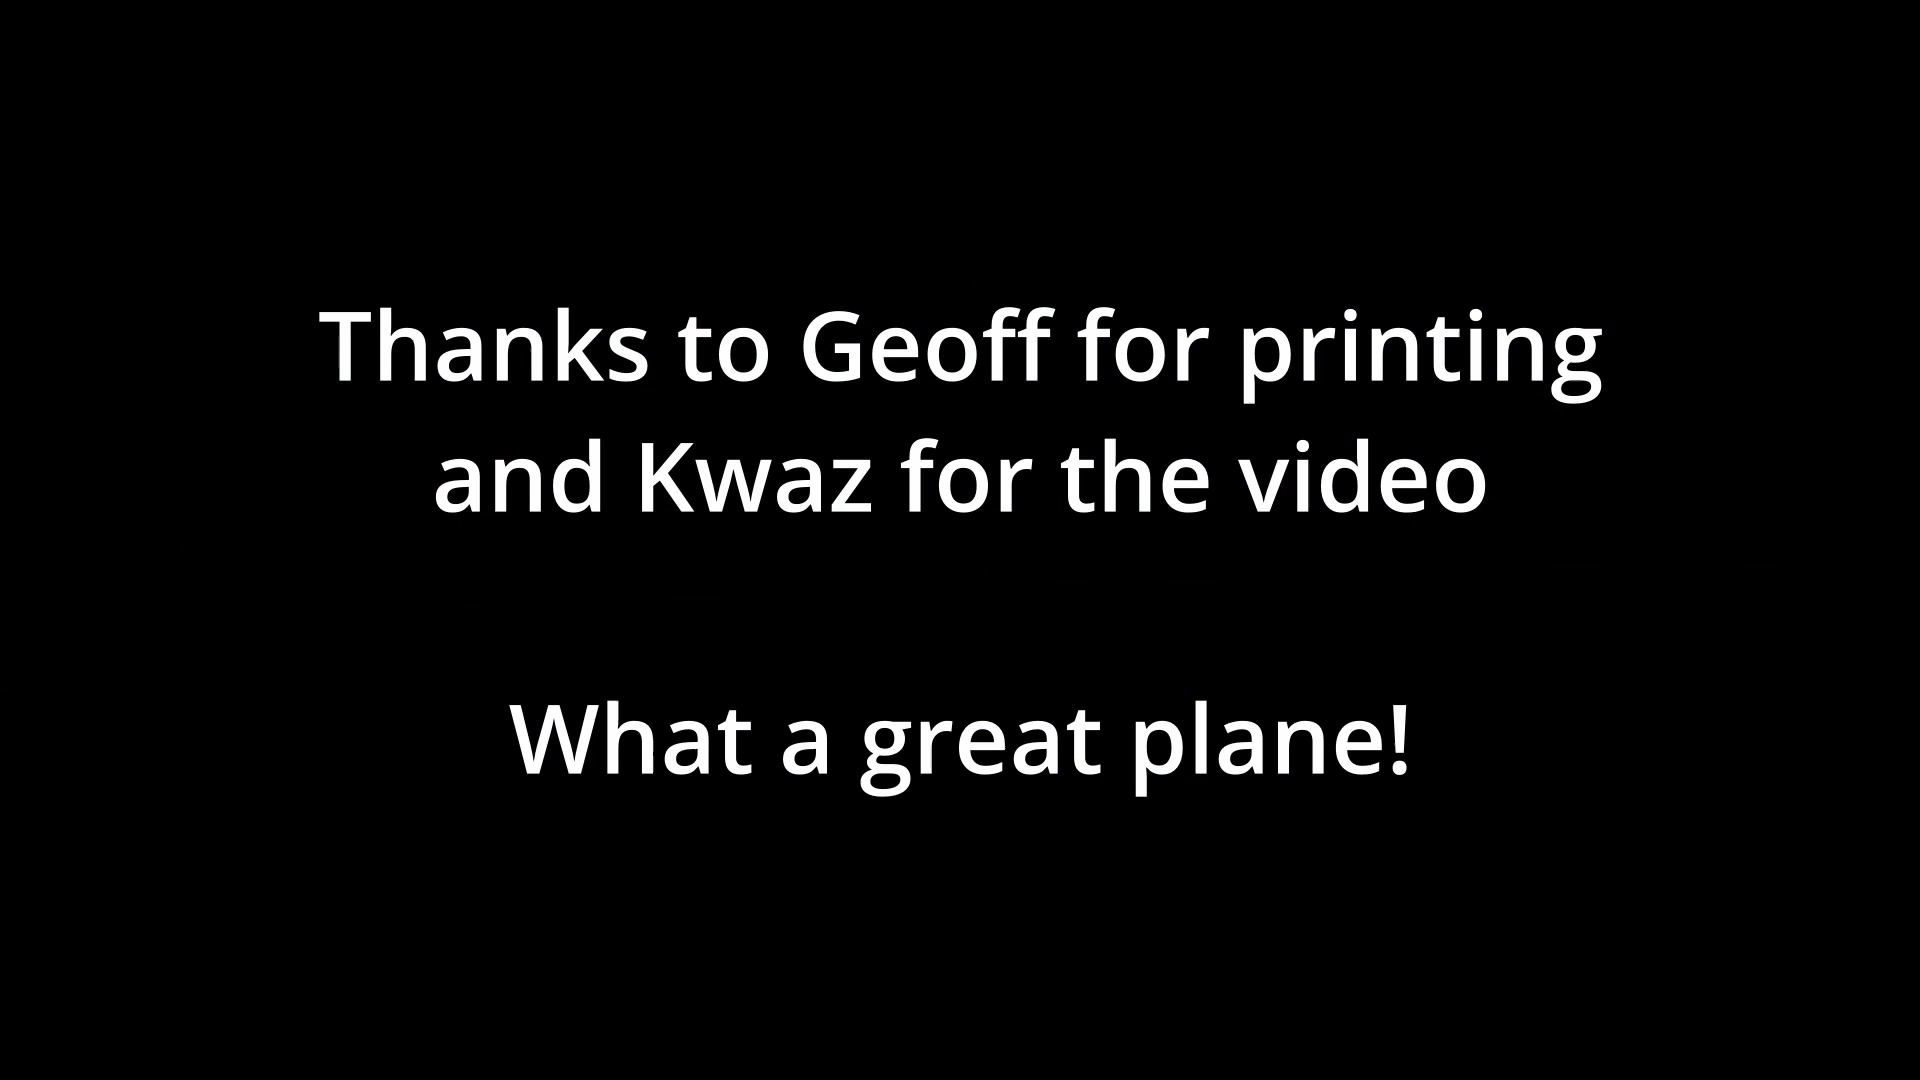 Thanks to Geoff for printing
and Kwaz for the video
What a great plane!